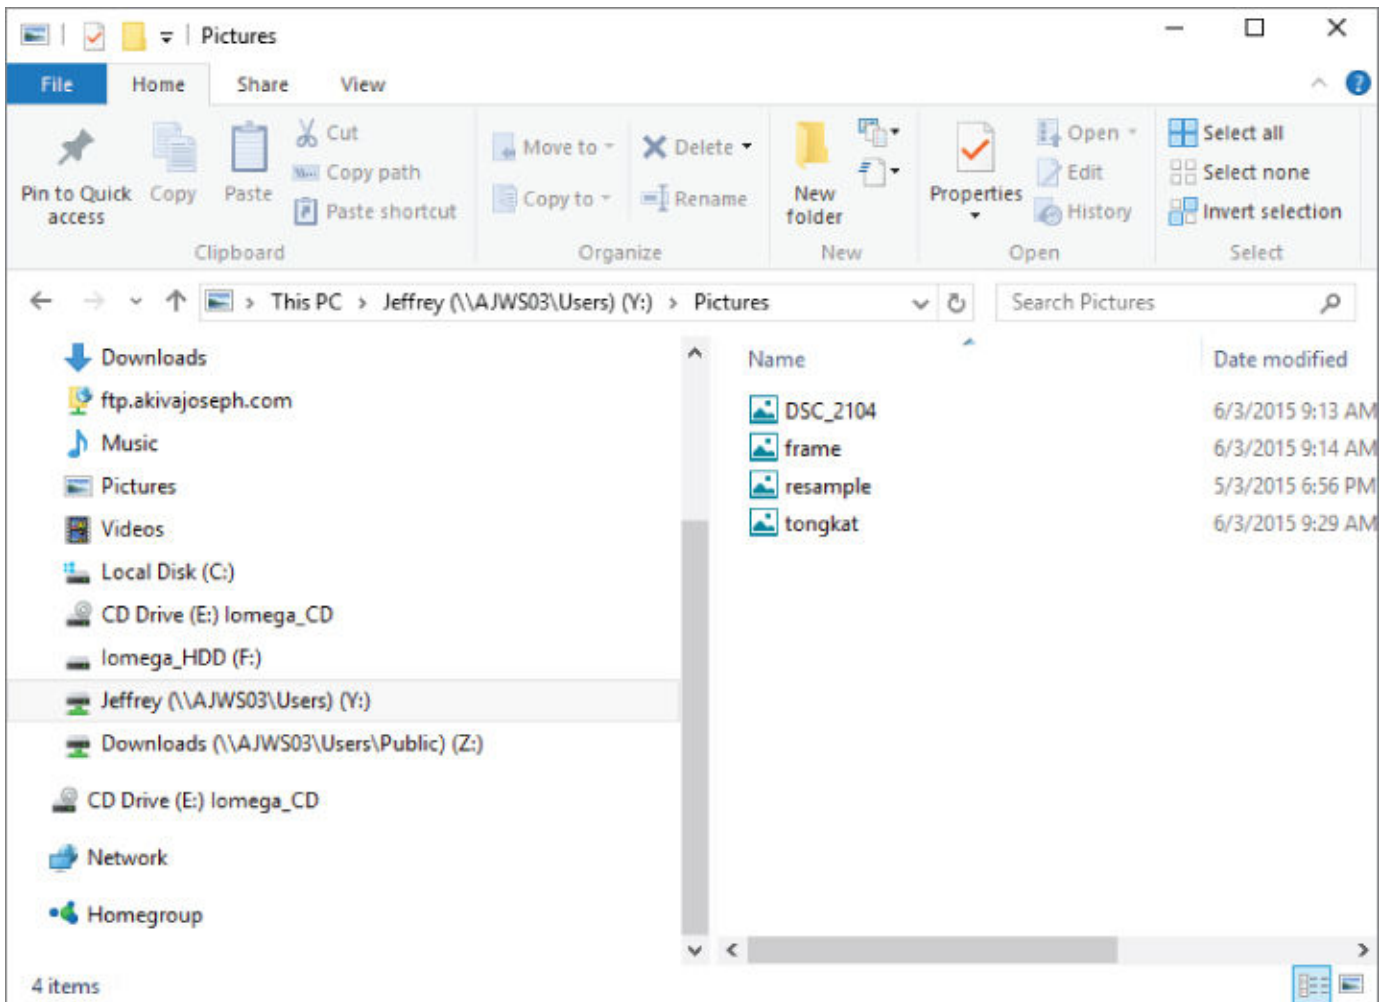 Pictures
File Home Share View
Pin to Quick access
Copy
Paste
Cut
Copy path
Paste shortcut
Clipboard
Move to
Copy to
Delete
Rename
Organize
New folder
New
Properties
Open
Edit
History
Open
Select all
Select none
Invert selection
Select
This PC > Jeffrey (\\AJWS03\Users) (Y:) > Pictures
Search Pictures
Downloads
ftp.akivajoseph.com
Music
Pictures
Videos
Local Disk (C:)
CD Drive (E:) Iomega_CD
Iomega_HDD (F:)
Jeffrey (\\AJWS03\Users) (Y:)
Downloads (\\AJWS03\Users\Public) (Z:)
CD Drive (E:) Iomega_CD
Network
Homegroup
Name Date modified
DSC_2104 6/3/2015 9:13 AM
frame 6/3/2015 9:14 AM
resample 5/3/2015 6:56 PM
tongkat 6/3/2015 9:29 AM
4 items